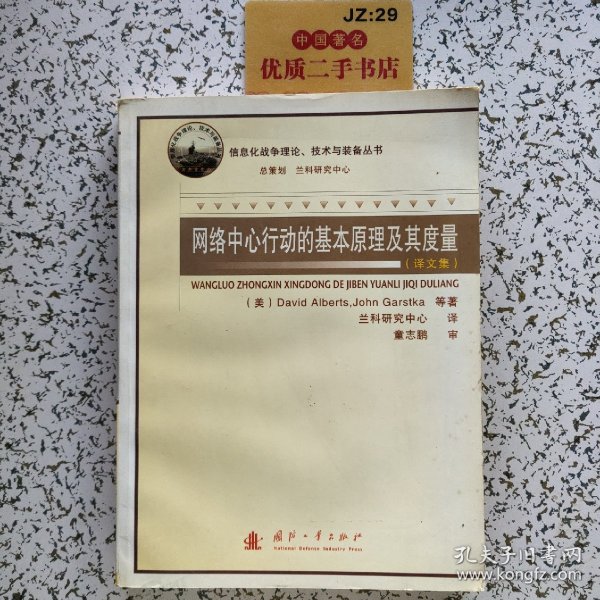 JZ:29
中国著名
优质二手书店
信息化战争理论、技术与装备丛书
总策划 兰科研究中心
网络中心行动的基本原理及其度量
（译文集）
WANGLUO ZHONGXIN XINGDONG DE JIBEN YUANLI JIQI DULIANG
（美）David Alberts,John Garstka 等著
兰科研究中心 译
童志鹏 审
国防工业出版社
National Defense Industry Press
孔夫子旧书网
www.kongfz.com